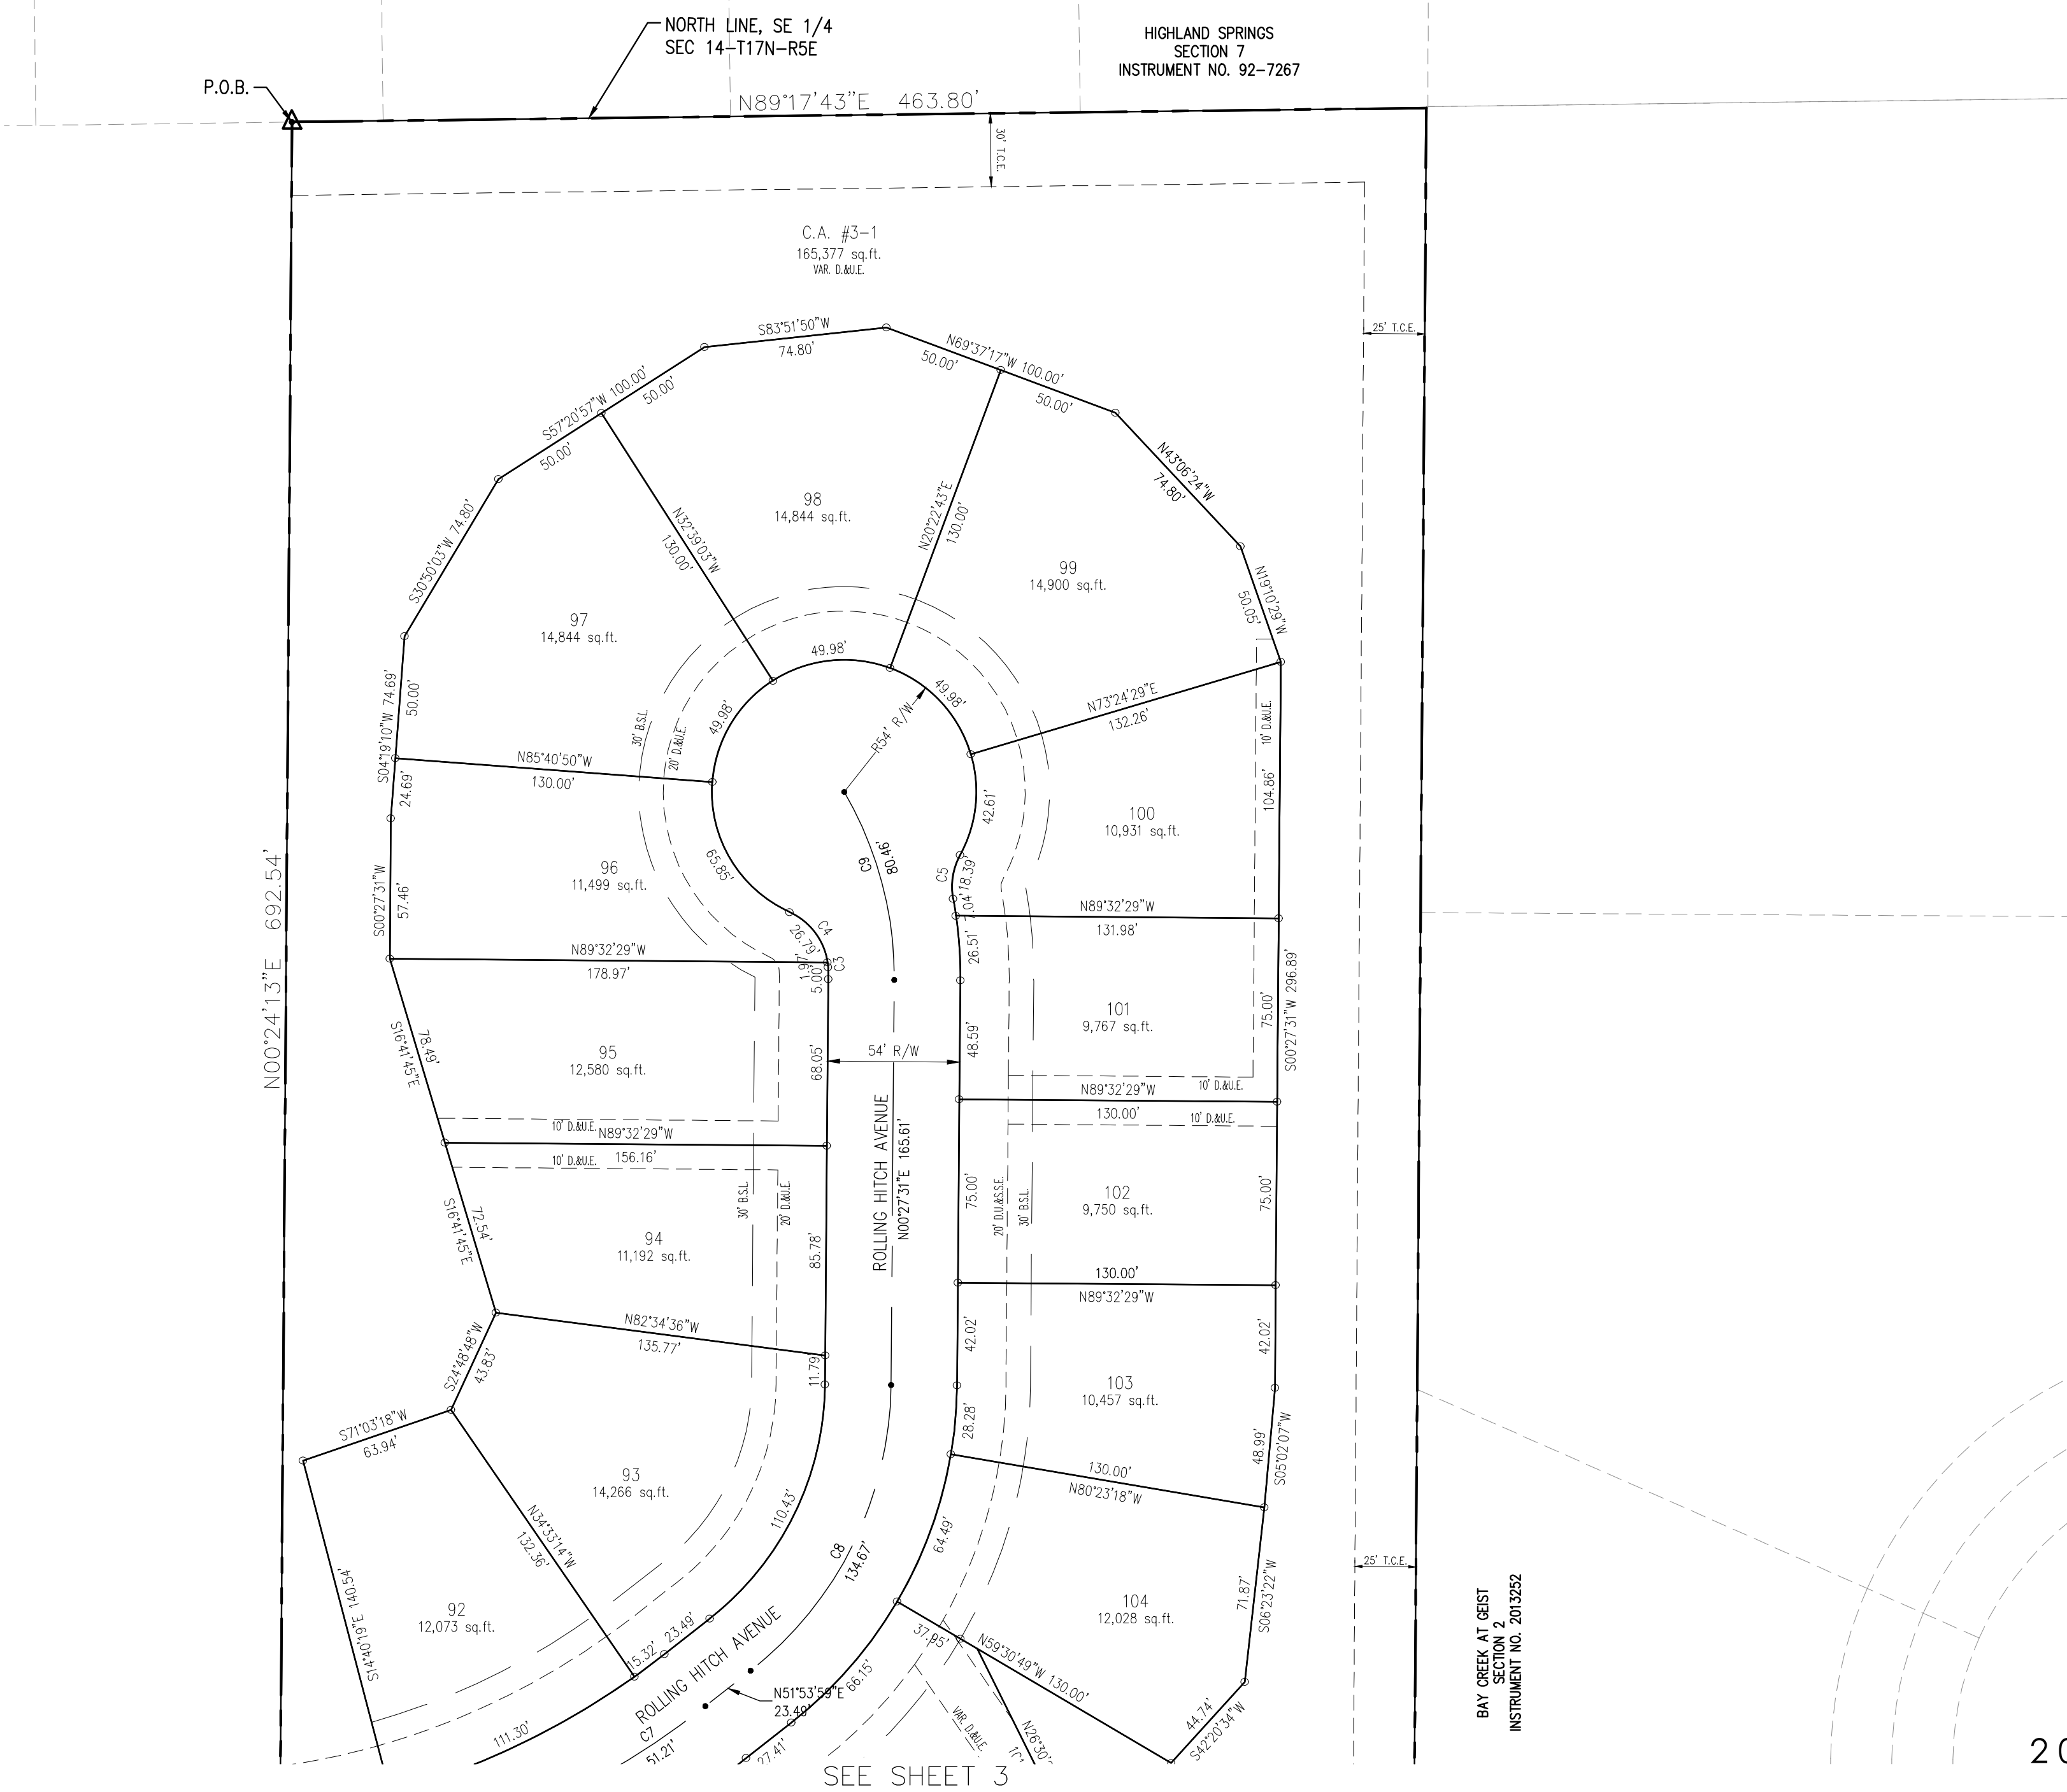 NORTH LINE, SE 1/4
SEC 14-T17N-R5E
HIGHLAND SPRINGS
SECTION 7
INSTRUMENT NO. 92-7267
P.O.B.
N89°17'43"E 463.80'
30' T.C.E.
C.A. #3-1
165,377 sq.ft.
VAR. D.&U.E.
25' T.C.E.
S83°51'50"W
74.80'
N69°37'17"W 100.00'
50.00'
50.00'
S57°20'57"W 100.00'
50.00'
50.00'
N43°06'24"W
74.80'
98
14,844 sq.ft.
N32°39'03"W
130.00'
N20°22'43"E
130.00'
S30°50'03"W 74.80'
99
14,900 sq.ft.
N19°10'29"W
50.05'
97
14,844 sq.ft.
49.98'
49.98'
49.98'
R54' R/W
N73°24'29"E
132.26'
30' B.S.L.
20' D.&U.E.
10' D.&U.E.
S04°19'10"W 74.69'
50.00'
24.69'
N85°40'50"W
130.00'
104.86'
42.61'
100
10,931 sq.ft.
65.85'
C9
80.46'
96
11,499 sq.ft.
S00°27'31"W
57.46'
C5
18.39'
7.04'
C4
26.79'
N89°32'29"W
131.98'
N89°32'29"W
178.97'
1.97'
C3
5.00'
26.51'
N00°24'13"E 692.54'
101
9,767 sq.ft.
75.00'
S00°27'31"W 296.89'
S16°41'45"E
78.49'
95
12,580 sq.ft.
68.05'
54' R/W
48.59'
10' D.&U.E.
N89°32'29"W
130.00'
10' D.&U.E.
10' D.&U.E.
N89°32'29"W
156.16'
10' D.&U.E.
ROLLING HITCH AVENUE
N00°27'31"E 165.61'
30' B.S.L.
20' D.&U.E.
75.00'
20' D.U.&S.S.E.
30' B.S.L.
102
9,750 sq.ft.
75.00'
S16°41'45"E
72.54'
94
11,192 sq.ft.
85.78'
130.00'
N89°32'29"W
N82°34'36"W
135.77'
11.79'
42.02'
42.02'
S24°48'48"W
43.83'
103
10,457 sq.ft.
28.28'
S71°03'18"W
63.94'
48.99'
S05°02'07"W
130.00'
N80°23'18"W
93
14,266 sq.ft.
110.43'
N34°33'14"W
132.36'
64.49'
C8
134.67'
25' T.C.E.
S14°40'19"E 140.54'
92
12,073 sq.ft.
104
12,028 sq.ft.
71.87'
S06°23'22"W
15.32'
23.49'
ROLLING HITCH AVENUE
37.95'
N59°30'49"W 130.00'
66.15'
N51°53'59"E
23.49'
111.30'
C7
51.21'
27.41'
VAR. D.&U.E.
N26°30'
44.74'
S42°20'34"W
BAY CREEK AT GEIST
SECTION 2
INSTRUMENT NO. 2013252
SEE SHEET 3